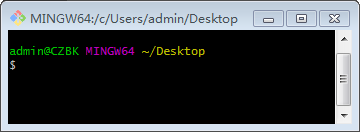 MINGW64:/c/Users/admin/Desktop
admin@CZBK MINGW64 ~/Desktop
$